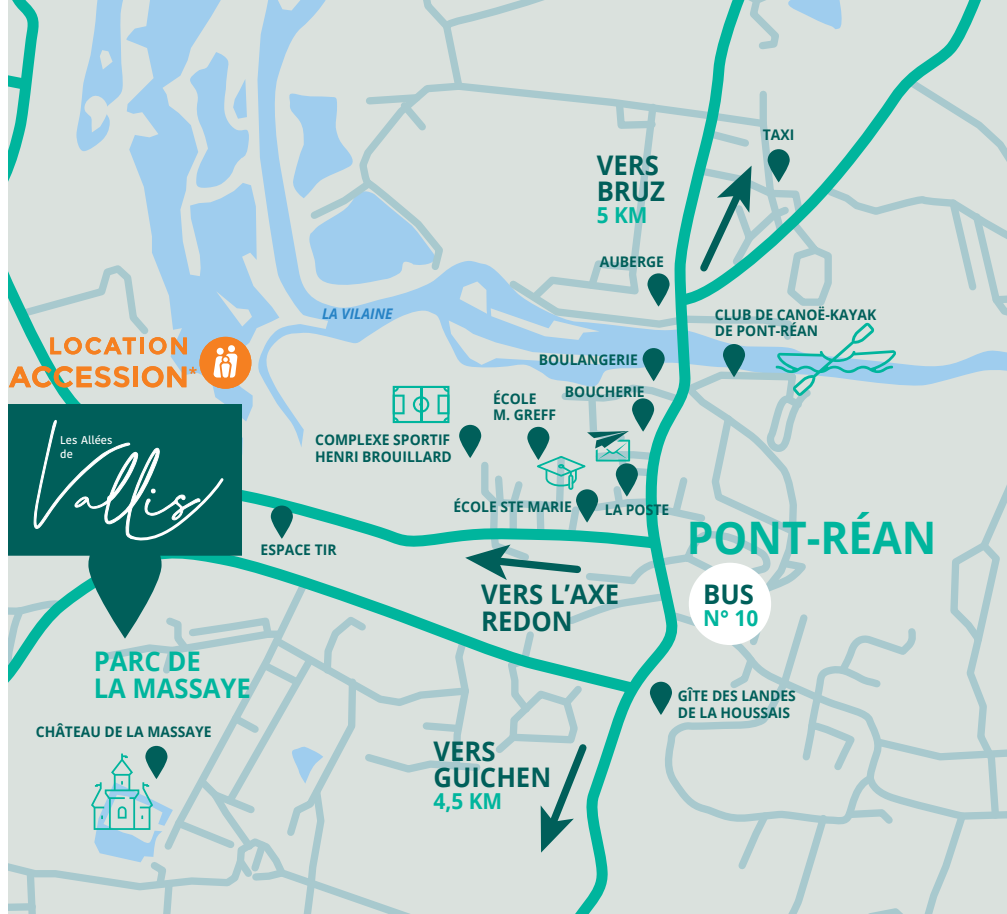 TAXI
VERS
BRUZ
5 KM
AUBERGE
LA VILAINE
CLUB DE CANOË-KAYAK
DE PONT-RÉAN
LOCATION
ACCESSION*
BOULANGERIE
BOUCHERIE
ÉCOLE
M. GREFF
COMPLEXE SPORTIF
HENRI BROUILLARD
Les Allées
de
Vallis
ÉCOLE STE MARIE
LA POSTE
ESPACE TIR
PONT-RÉAN
BUS
N° 10
VERS L'AXE
REDON
PARC DE
LA MASSAYE
GÎTE DES LANDES
DE LA HOUSSAIS
CHÂTEAU DE LA MASSAYE
VERS
GUICHEN
4,5 KM